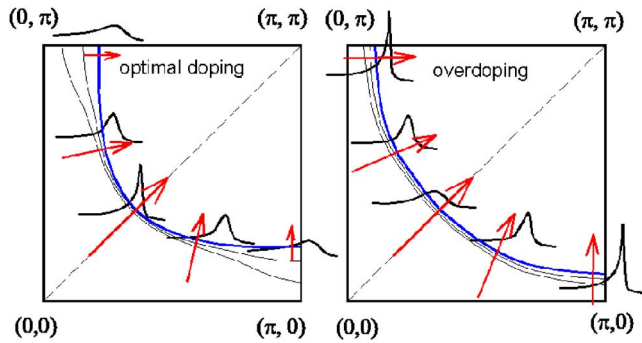 (0, π) (π, π) (0, π) (π, π)
optimal doping overdoping
(0,0) (π, 0) (0,0) (π,0)